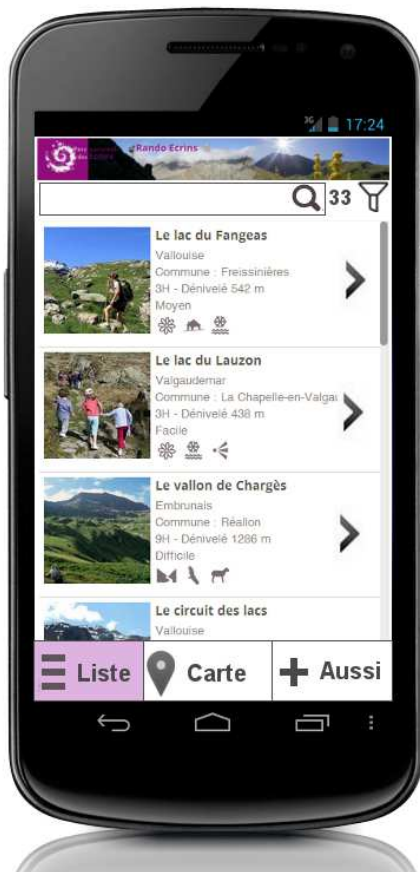 3G 17:24
Rando Ecrins
33
Le lac du Fangeas
Vallouise
Commune : Freissinières
3H - Dénivelé 542 m
Moyen
Le lac du Lauzon
Valgaudemar
Commune : La Chapelle-en-Valgau
3H - Dénivelé 438 m
Facile
Le vallon de Chargès
Embrunais
Commune : Réallon
9H - Dénivelé 1286 m
Difficile
Le circuit des lacs
Vallouise
Liste Carte Aussi